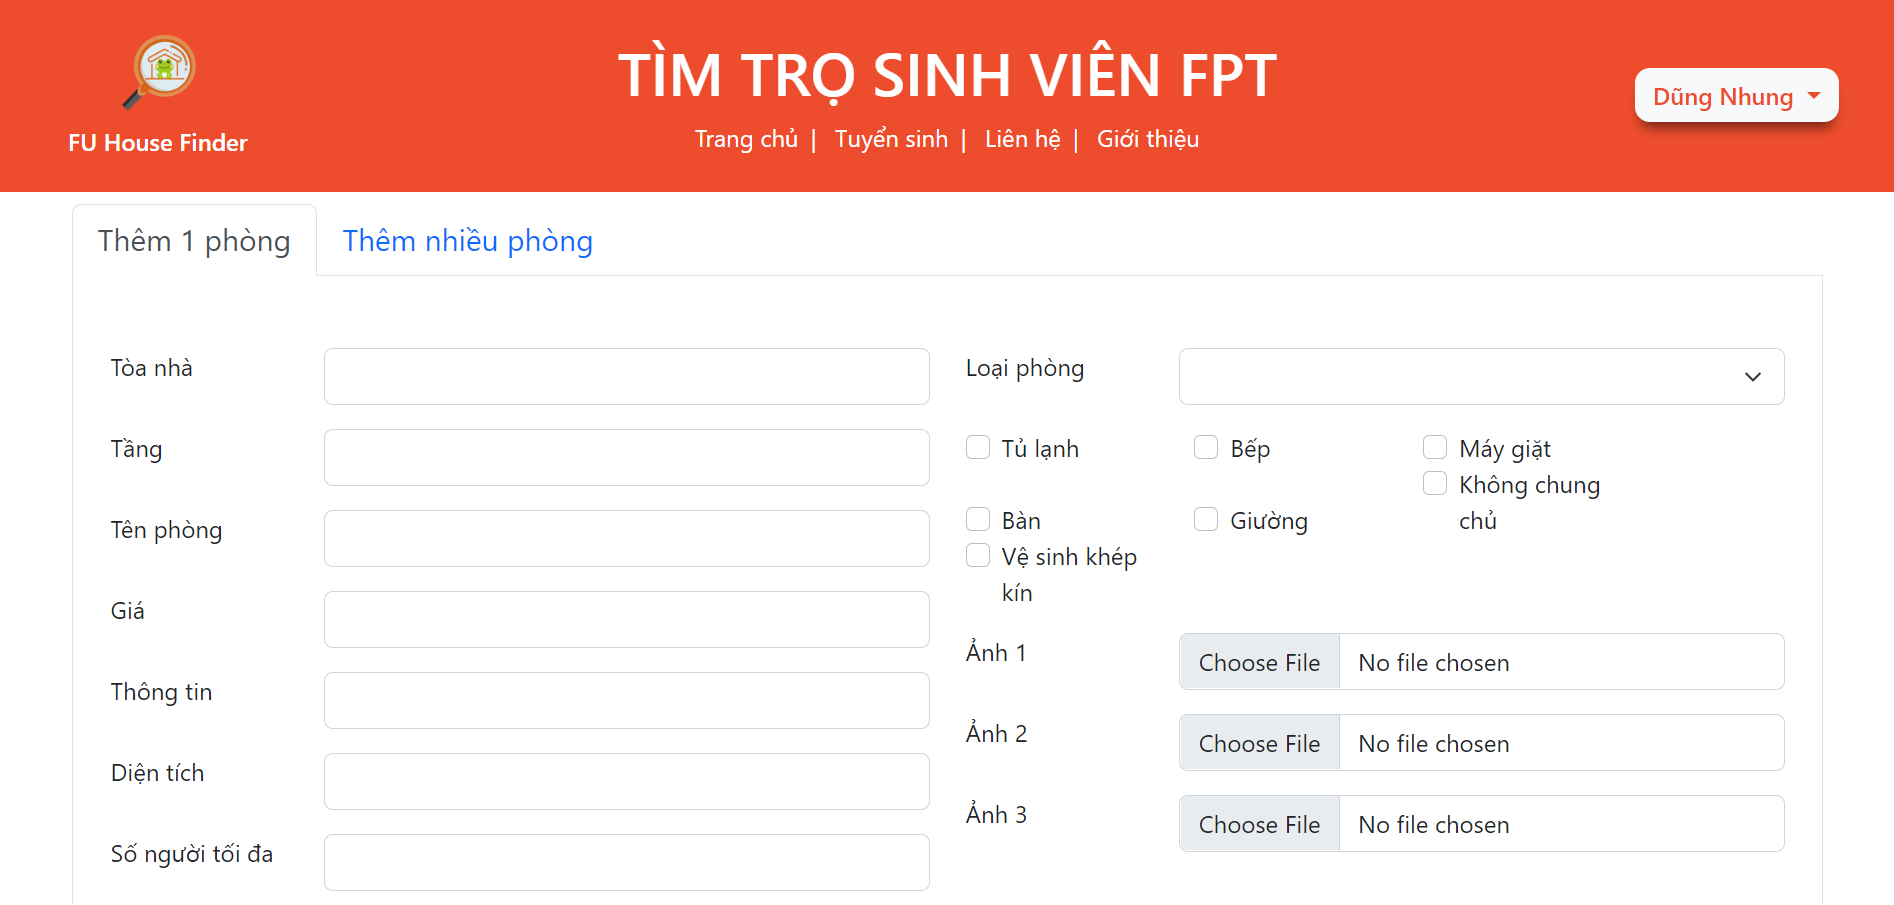 TÌM TRỌ SINH VIÊN FPT
FU House Finder
Trang chủ | Tuyển sinh | Liên hệ | Giới thiệu
Dũng Nhung
Thêm 1 phòng
Thêm nhiều phòng
Tòa nhà
Tầng
Tên phòng
Giá
Thông tin
Diện tích
Số người tối đa
Loại phòng
Tủ lạnh
Bếp
Máy giặt
Bàn
Giường
Không chung
chủ
Vệ sinh khép
kín
Ảnh 1
Choose File No file chosen
Ảnh 2
Choose File No file chosen
Ảnh 3
Choose File No file chosen